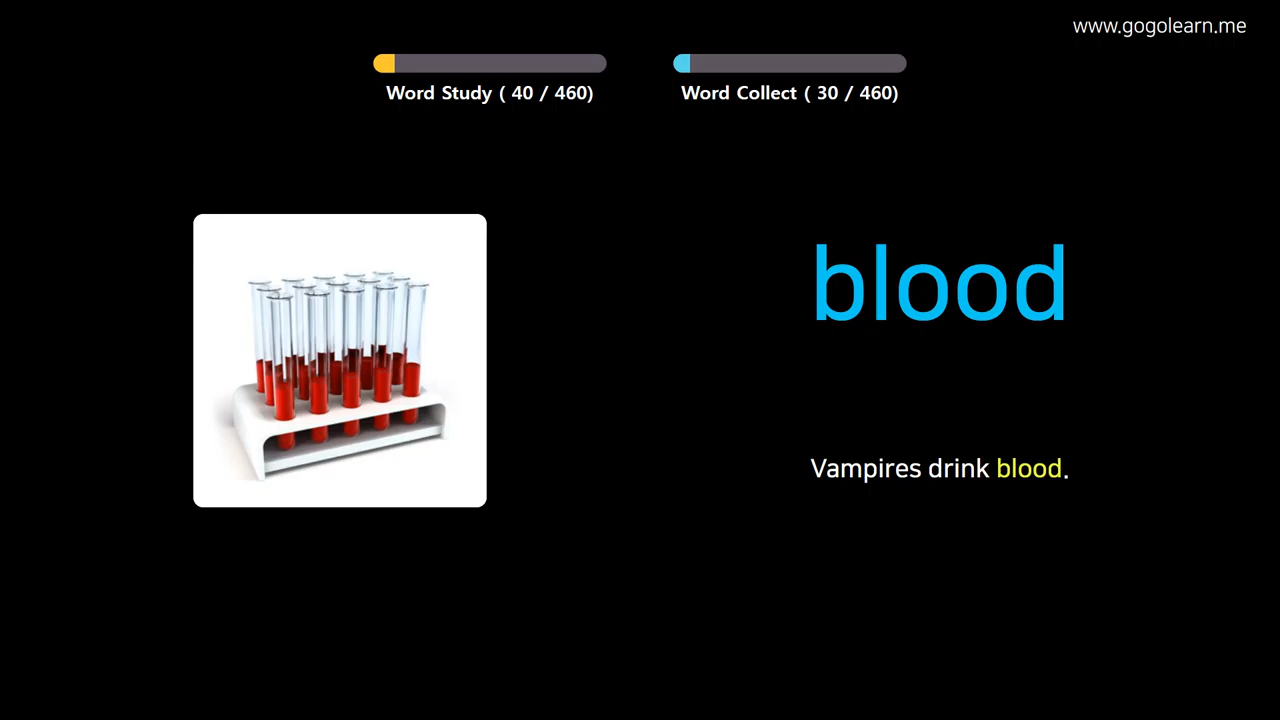 www.gogolearn.me
Word Study ( 40 / 460)
Word Collect ( 30 / 460)
blood
Vampires drink blood.